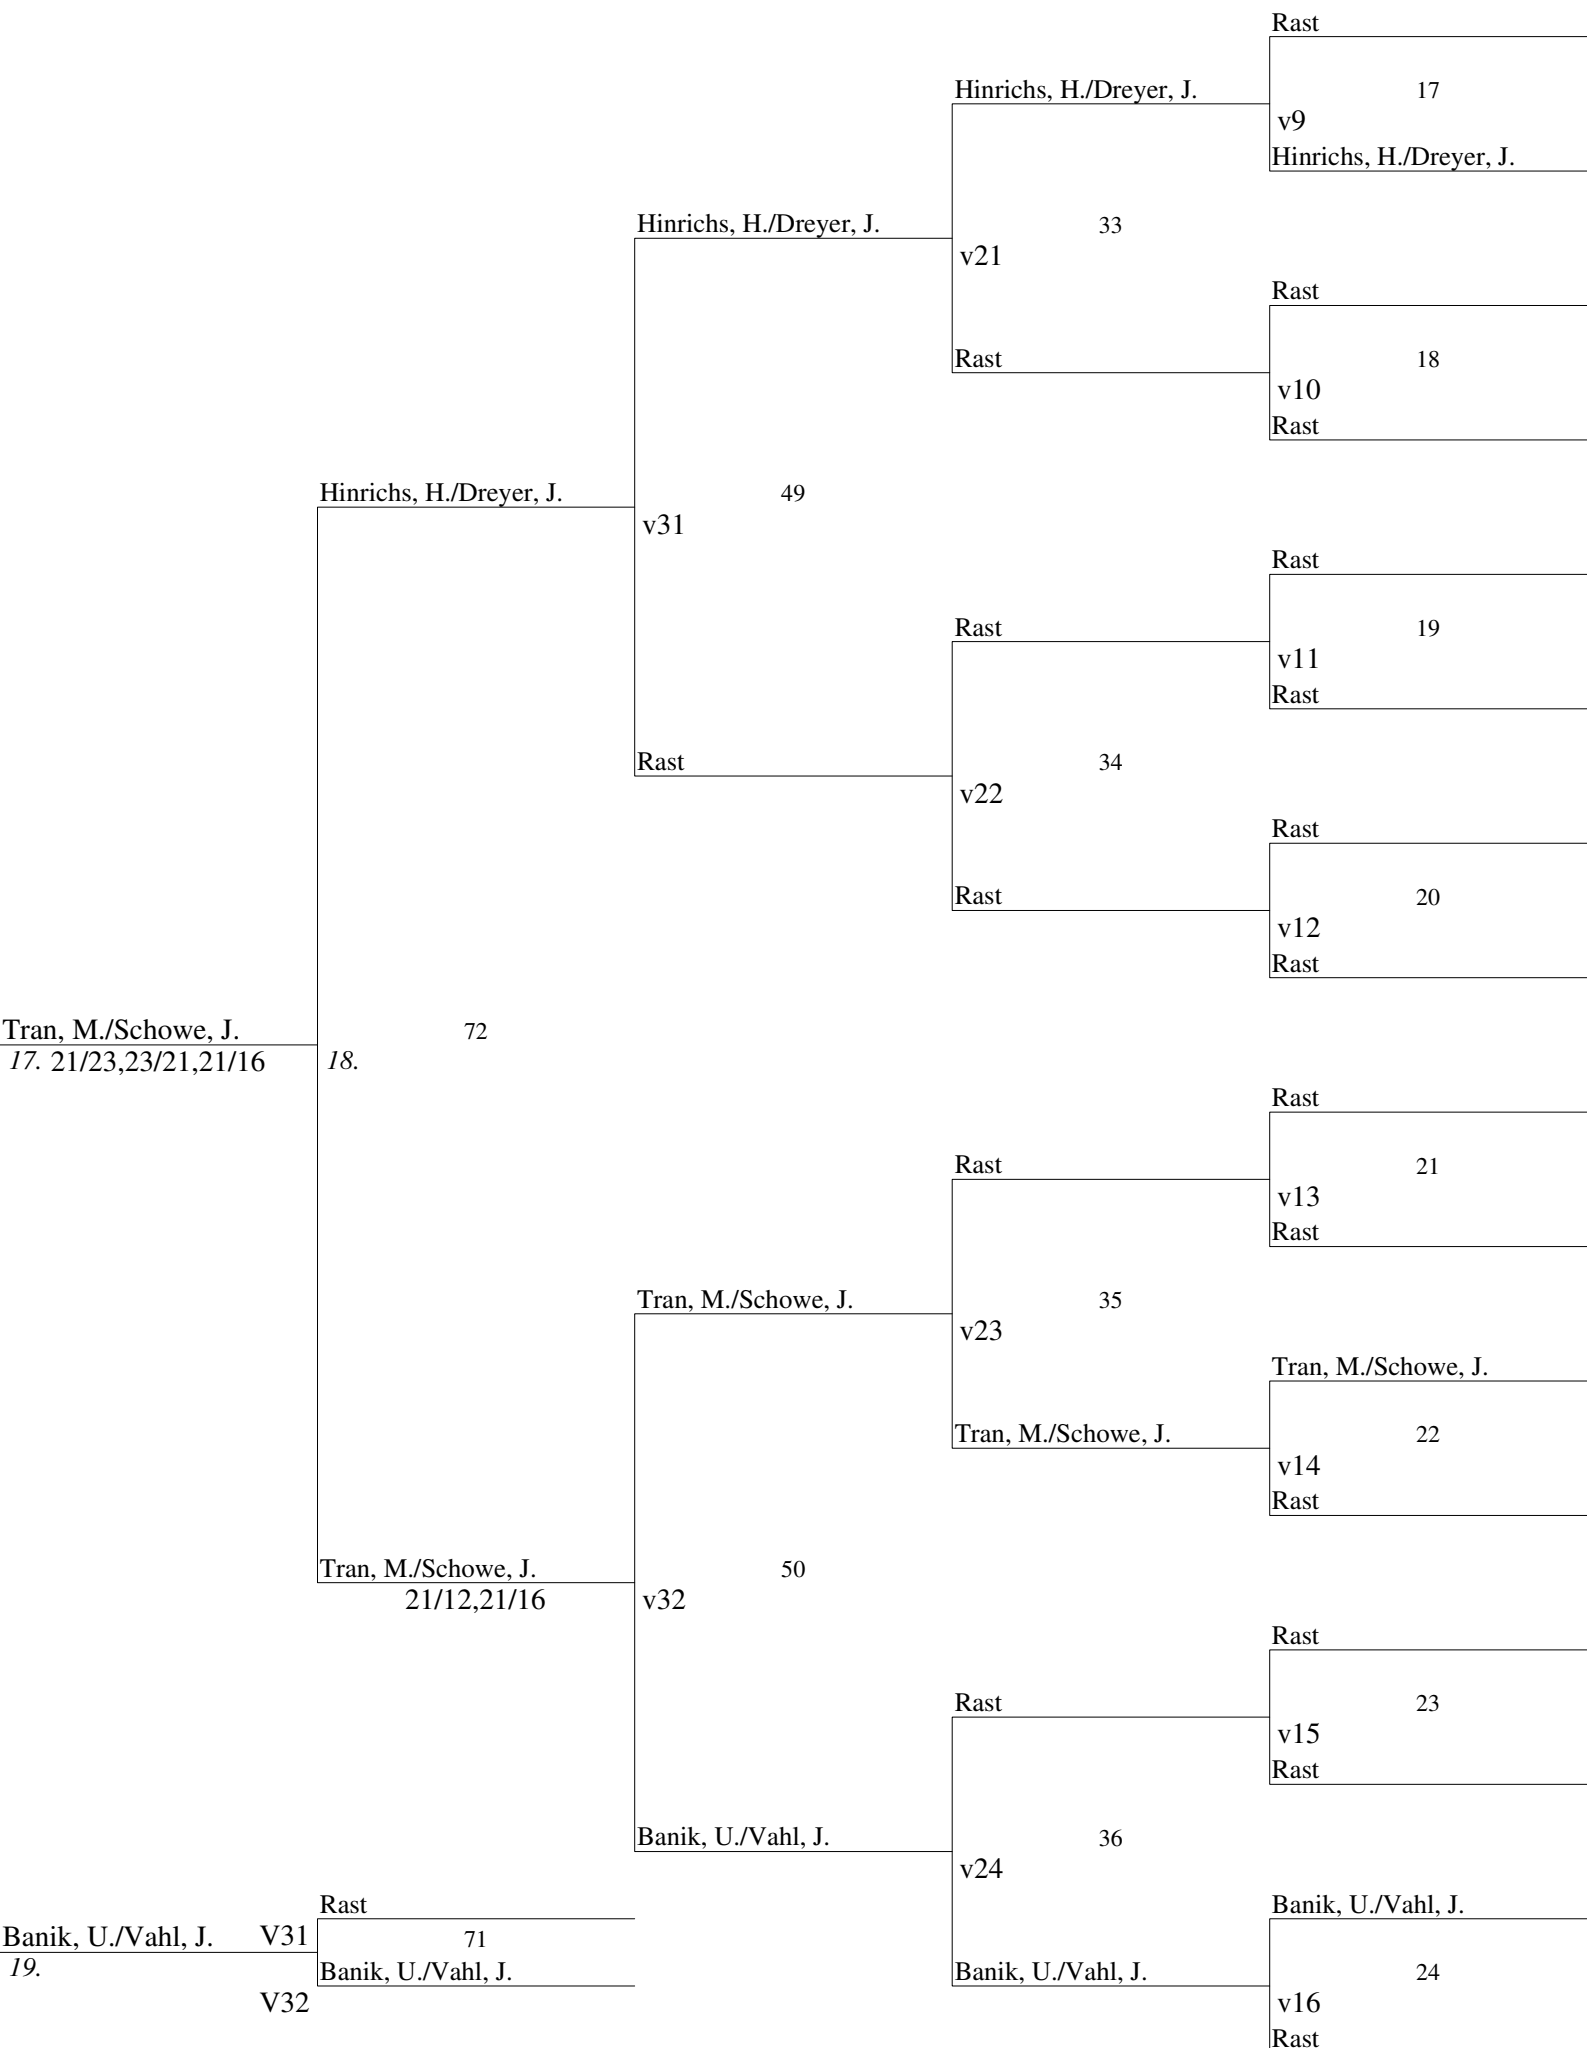 Rast
Hinrichs, H./Dreyer, J.
17
v9
Hinrichs, H./Dreyer, J.
Hinrichs, H./Dreyer, J.
33
v21
Rast
Rast
18
v10
Rast
Hinrichs, H./Dreyer, J.
49
v31
Rast
Rast
19
v11
Rast
Rast
34
v22
Rast
Rast
20
v12
Rast
Tran, M./Schowe, J.
72
17. 21/23,23/21,21/16
18.
Rast
Rast
21
v13
Rast
Tran, M./Schowe, J.
35
v23
Tran, M./Schowe, J.
Tran, M./Schowe, J.
22
v14
Rast
Tran, M./Schowe, J.
50
21/12,21/16
v32
Rast
Rast
23
v15
Rast
Banik, U./Vahl, J.
36
v24
Rast
Banik, U./Vahl, J.
Banik, U./Vahl, J. V31
71
19.
Banik, U./Vahl, J.
Banik, U./Vahl, J.
24
V32
v16
Rast